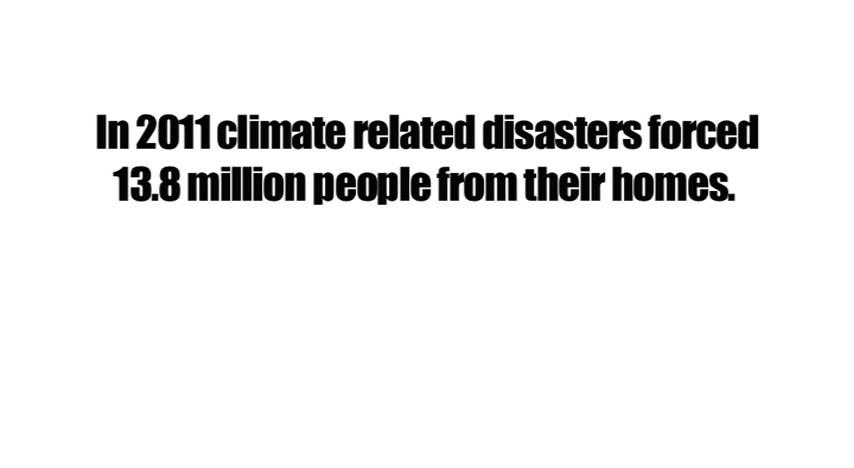 In 2011 climate related disasters forced
13.8 million people from their homes.